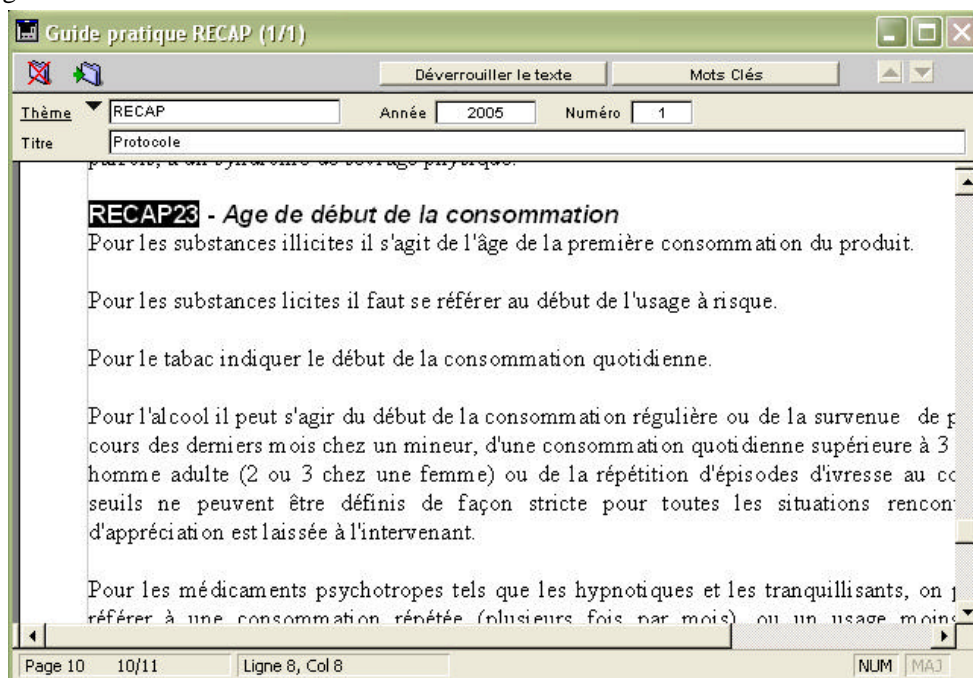 Guide pratique RECAP (1/1)
Déverrouiller le texte Mots Clés
Thème RECAP Année 2005 Numéro 1
Titre Protocole
RECAP23 - Age de début de la consommation
Pour les substances illicites il s'agit de l'âge de la première consommation du produit.
Pour les substances licites il faut se référer au début de l'usage à risque.
Pour le tabac indiquer le début de la consommation quotidienne.
Pour l'alcool il peut s'agir du début de la consommation régulière ou de la survenue de p
cours des derniers mois chez un mineur, d'une consommation quotidienne supérieure à 3
homme adulte (2 ou 3 chez une femme) ou de la répétition d'épisodes d'ivresse au co
seuils ne peuvent être définis de façon stricte pour toutes les situations rencon
d'appréciation est laissée à l'intervenant.
Pour les médicaments psychotropes tels que les hypnotiques et les tranquillisants, on
référer à une consommation répétée (plusieurs fois par mois) ou un usage moins
Page 10 10/11 Ligne 8, Col 8 NUM MAJ